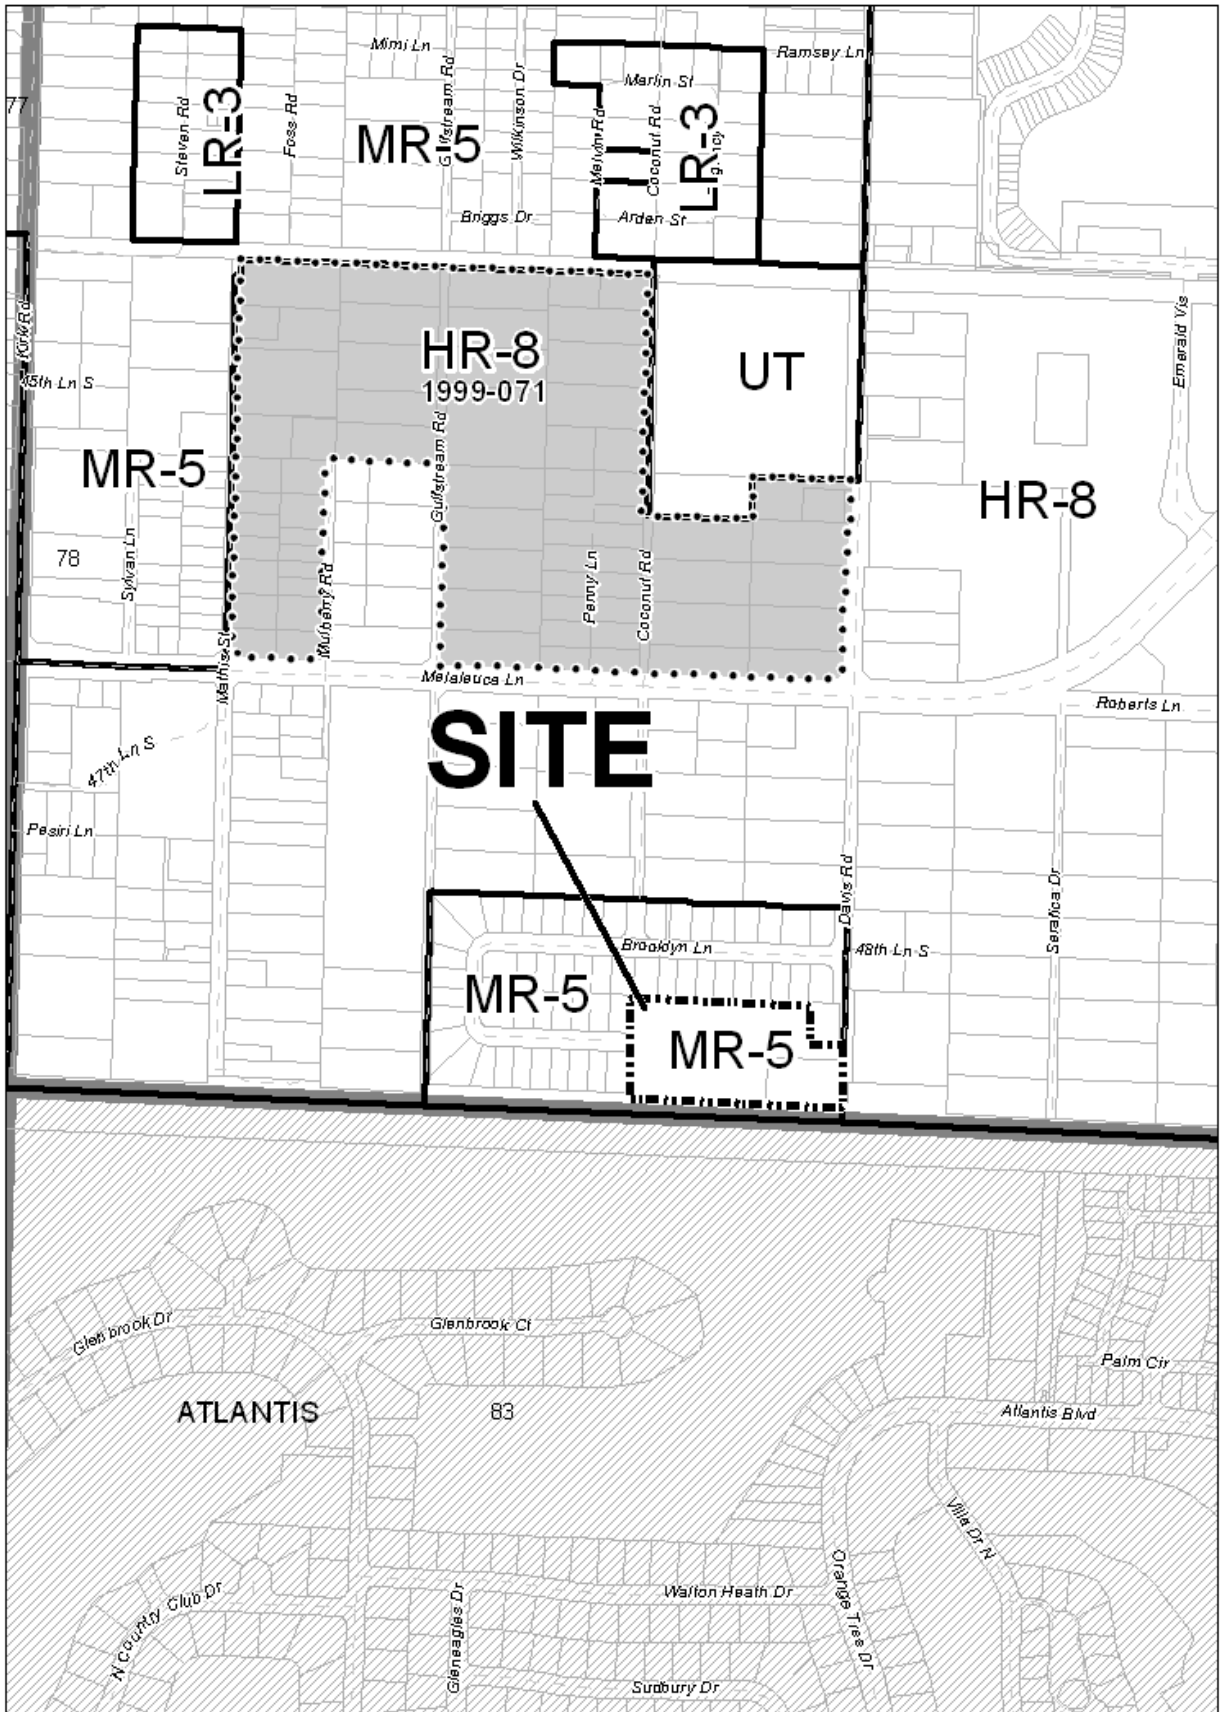 Mimi Ln
Ramsey Ln
Marlin St
77
Steven Rd
LR-3
Foss Rd
MR-5
Gulfstream Rd
Wilkinson Dr
Melvin Rd
Coconut Rd
LR-3
Briggs Dr
Arden St
Kirk Rd
HR-8
1999-071
UT
Emerald Vis
45th Ln S
MR-5
Gulfstream Rd
HR-8
78
Sylvan Ln
Mulberry Rd
Penny Ln
Coconut Rd
Mathis St
Melaleuca Ln
Roberts Ln
SITE
47th Ln S
Pesiri Ln
Davis Rd
Serafica Dr
Brooklyn Ln
48th Ln S
MR-5
MR-5
Glenbrook Dr
Glenbrook Ct
Palm Cir
ATLANTIS
83
Atlantis Blvd
Villa Dr N
Orange Tree Dr
Walton Heath Dr
N Country Club Dr
Gleneagles Dr
Sudbury Dr